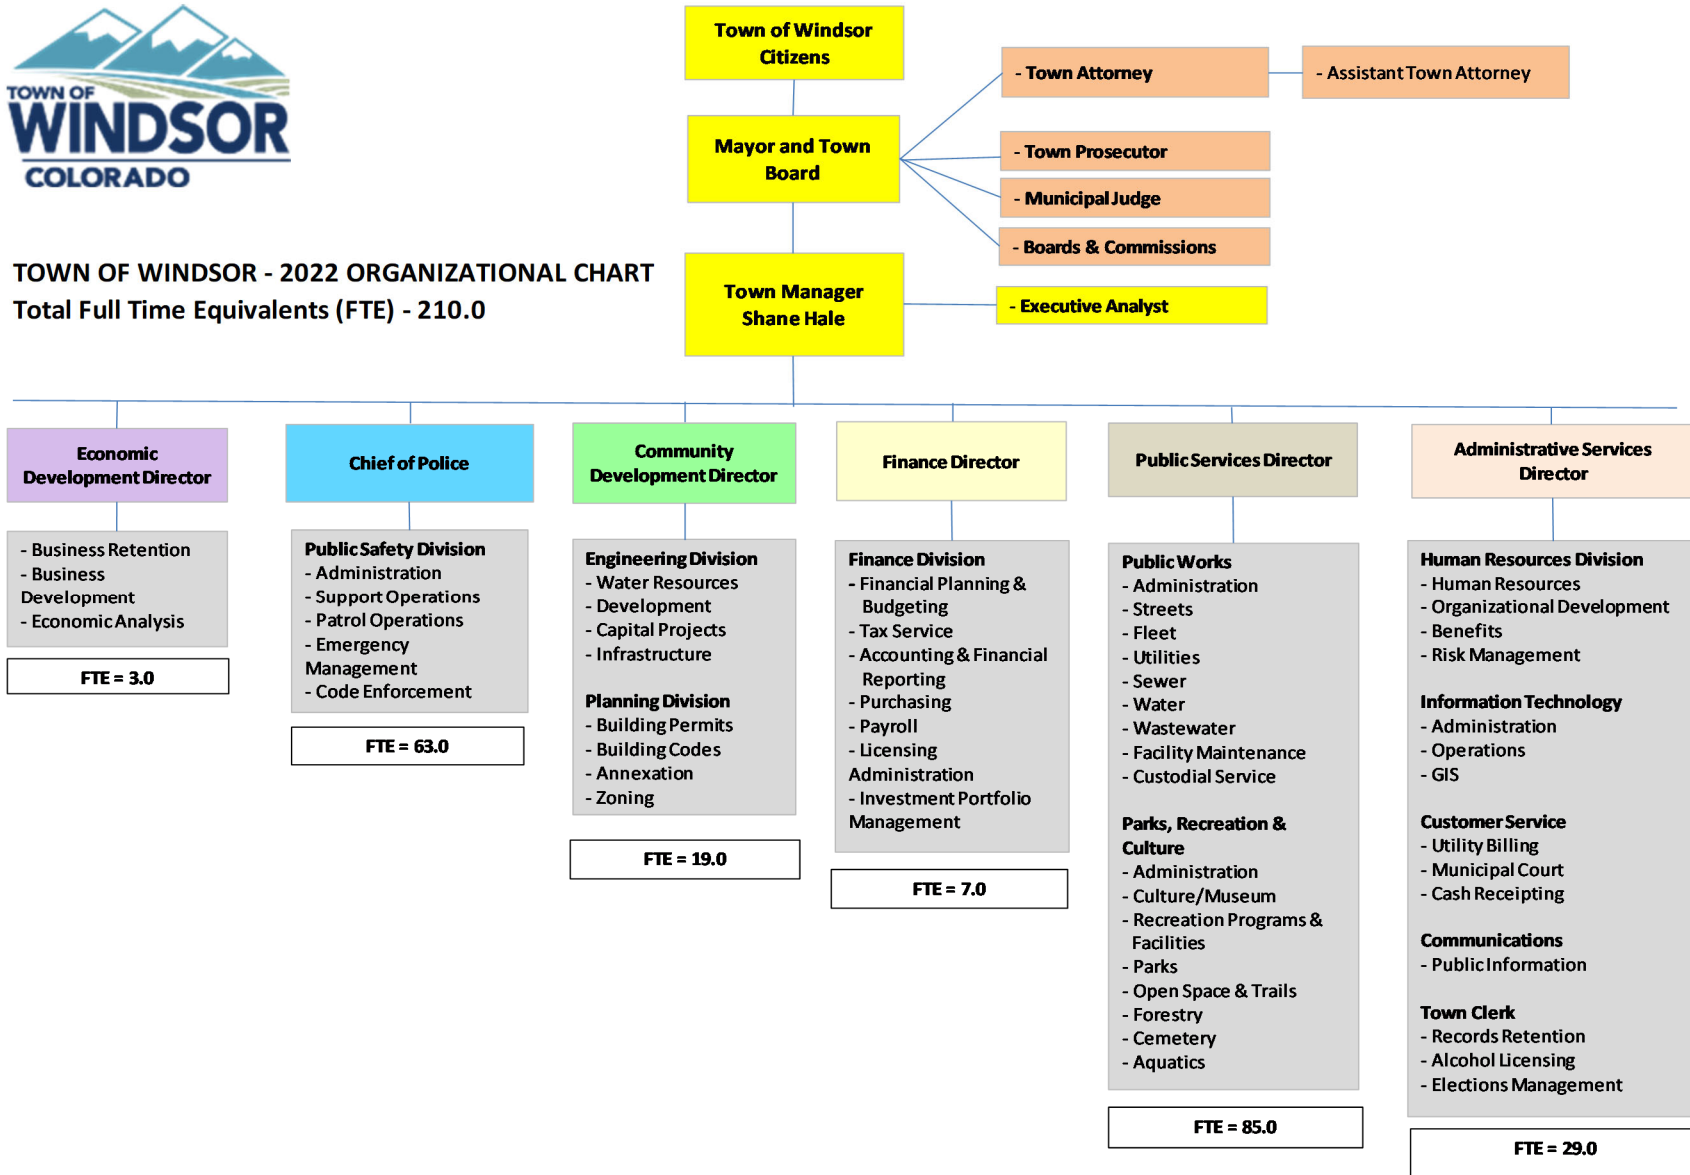 TOWN OF
WINDSOR
COLORADO
TOWN OF WINDSOR - 2022 ORGANIZATIONAL CHART
Total Full Time Equivalents (FTE) - 210.0
Town of Windsor
Citizens
Mayor and Town
Board
Town Manager
Shane Hale
- Town Attorney
- Assistant Town Attorney
- Town Prosecutor
- Municipal Judge
- Boards & Commissions
- Executive Analyst
Economic
Development Director
- Business Retention
- Business
Development
- Economic Analysis
FTE = 3.0
Chief of Police
Public Safety Division
- Administration
- Support Operations
- Patrol Operations
- Emergency
Management
- Code Enforcement
FTE = 63.0
Community
Development Director
Engineering Division
- Water Resources
- Development
- Capital Projects
- Infrastructure
Planning Division
- Building Permits
- Building Codes
- Annexation
- Zoning
FTE = 19.0
Finance Director
Finance Division
- Financial Planning &
Budgeting
- Tax Service
- Accounting & Financial
Reporting
- Purchasing
- Payroll
- Licensing
Administration
- Investment Portfolio
Management
FTE = 7.0
Public Services Director
Public Works
- Administration
- Streets
- Fleet
- Utilities
- Sewer
- Water
- Wastewater
- Facility Maintenance
- Custodial Service
Parks, Recreation &
Culture
- Administration
- Culture/Museum
- Recreation Programs &
Facilities
- Parks
- Open Space & Trails
- Forestry
- Cemetery
- Aquatics
FTE = 85.0
Administrative Services
Director
Human Resources Division
- Human Resources
- Organizational Development
- Benefits
- Risk Management
Information Technology
- Administration
- Operations
- GIS
Customer Service
- Utility Billing
- Municipal Court
- Cash Receipting
Communications
- Public Information
Town Clerk
- Records Retention
- Alcohol Licensing
- Elections Management
FTE = 29.0